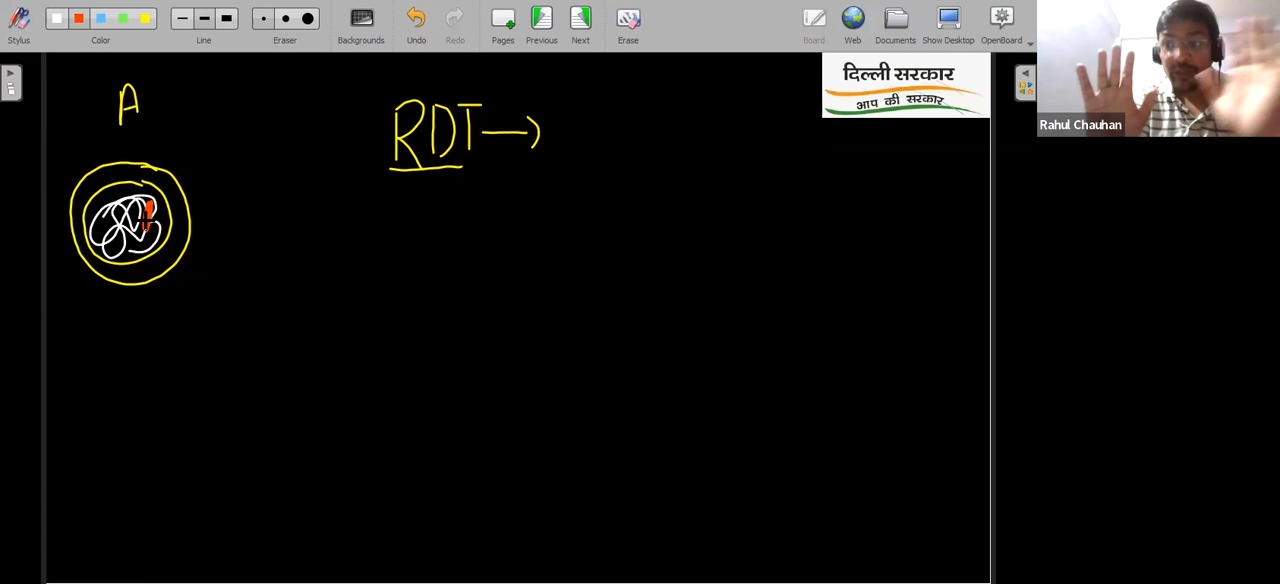 Stylus
Color
Line
Eraser
Backgrounds
Undo
Redo
Pages
Previous
Next
Erase
Board
Web
Documents
Show Desktop
OpenBoard
Rahul Chauhan
दिल्ली सरकार
आप की सरकार
A
RDT→